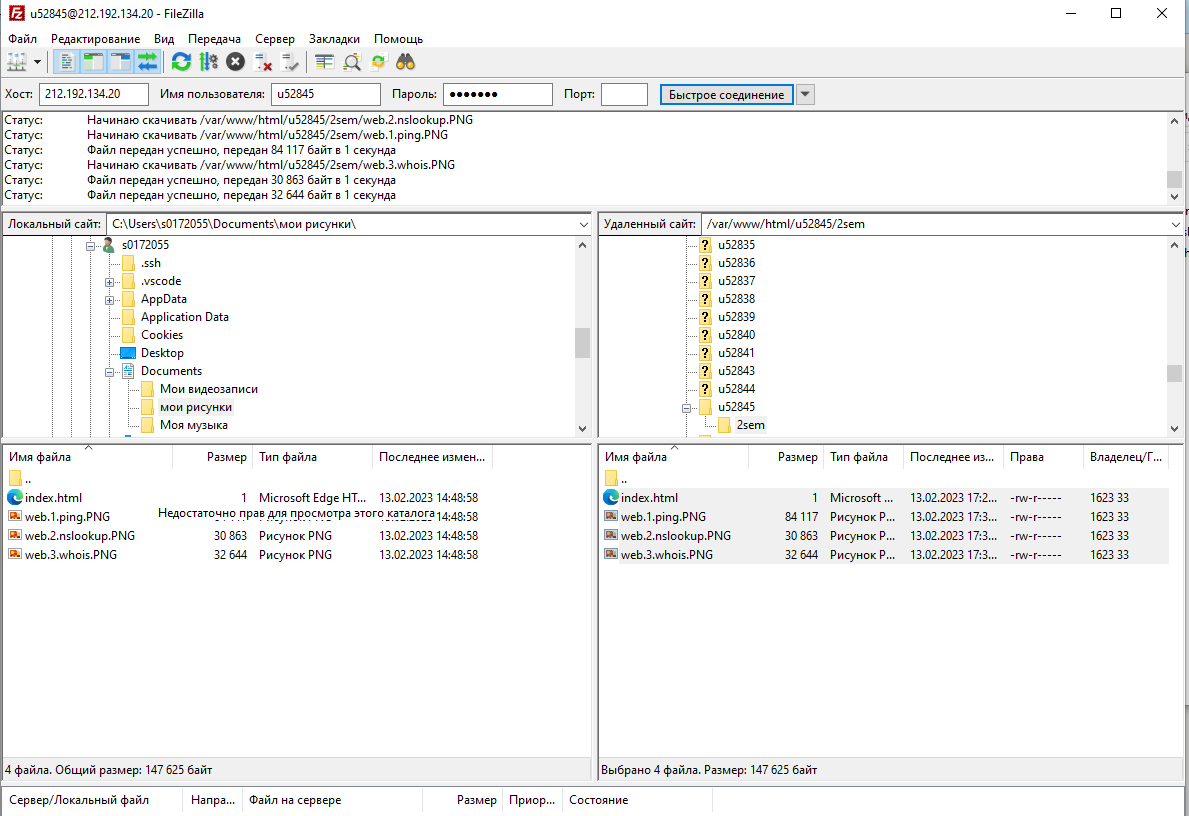 u52845@212.192.134.20 - FileZilla
Файл Редактирование Вид Передача Сервер Закладки Помощь
Хост: 212.192.134.20 Имя пользователя: u52845 Пароль: ●●●●●●● Порт: Быстрое соединение
Статус: Начинаю скачивать /var/www/html/u52845/2sem/web.2.nslookup.PNG
Статус: Начинаю скачивать /var/www/html/u52845/2sem/web.1.ping.PNG
Статус: Файл передан успешно, передан 84 117 байт в 1 секунда
Статус: Начинаю скачивать /var/www/html/u52845/2sem/web.3.whois.PNG
Статус: Файл передан успешно, передан 30 863 байт в 1 секунда
Статус: Файл передан успешно, передан 32 644 байт в 1 секунда
Локальный сайт: C:\Users\s0172055\Documents\мои рисунки\
s0172055
.ssh
.vscode
AppData
Application Data
Cookies
Desktop
Documents
Мои видеозаписи
мои рисунки
Моя музыка
Удаленный сайт: /var/www/html/u52845/2sem
? u52835
? u52836
? u52837
? u52838
? u52839
? u52840
? u52841
? u52843
? u52844
u52845
2sem
Имя файла Размер Тип файла Последнее измен...
..
index.html 1 Microsoft Edge HT... 13.02.2023 14:48:58
Недостаточно прав для просмотра этого каталога
web.1.ping.PNG 13.02.2023 14:48:58
web.2.nslookup.PNG 30 863 Рисунок PNG 13.02.2023 14:48:58
web.3.whois.PNG 32 644 Рисунок PNG 13.02.2023 14:48:58
4 файла. Общий размер: 147 625 байт
Имя файла Размер Тип файла Последнее из... Права Владелец/Г...
..
index.html 1 Microsoft ... 13.02.2023 17:2... -rw-r----- 1623 33
web.1.ping.PNG 84 117 Рисунок P... 13.02.2023 17:3... -rw-r----- 1623 33
web.2.nslookup.PNG 30 863 Рисунок P... 13.02.2023 17:3... -rw-r----- 1623 33
web.3.whois.PNG 32 644 Рисунок P... 13.02.2023 17:3... -rw-r----- 1623 33
Выбрано 4 файла. Размер: 147 625 байт
Сервер/Локальный файл Напра... Файл на сервере Размер Приор... Состояние